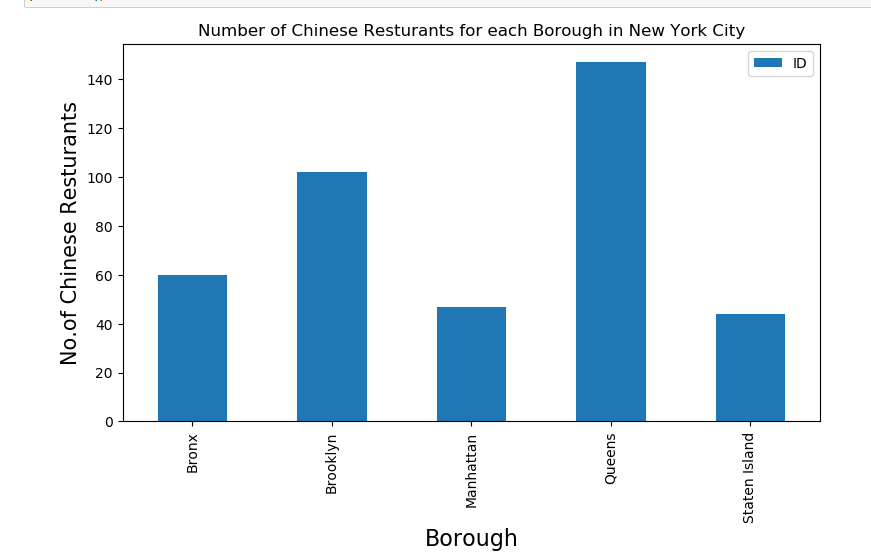 Number of Chinese Resturants for each Borough in New York City
ID
No.of Chinese Resturants
140
120
100
80
60
40
20
0
Bronx
Brooklyn
Manhattan
Queens
Staten Island
Borough